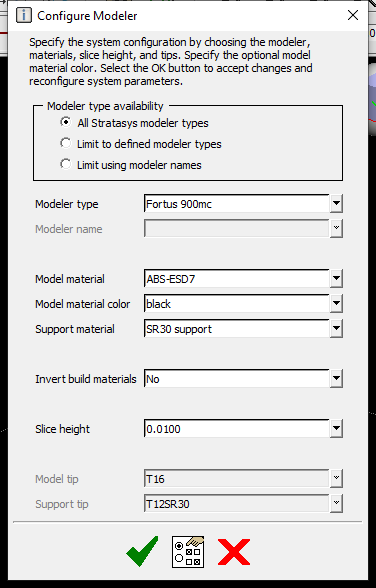 Configure Modeler
Specify the system configuration by choosing the modeler,
materials, slice height, and tips. Specify the optional model
material color. Select the OK button to accept changes and
reconfigure system parameters.
Modeler type availability
All Stratasys modeler types
Limit to defined modeler types
Limit using modeler names
Modeler type Fortus 900mc
Modeler name
Model material ABS-ESD7
Model material color black
Support material SR30 support
Invert build materials No
Slice height 0.0100
Model tip T16
Support tip T12SR30